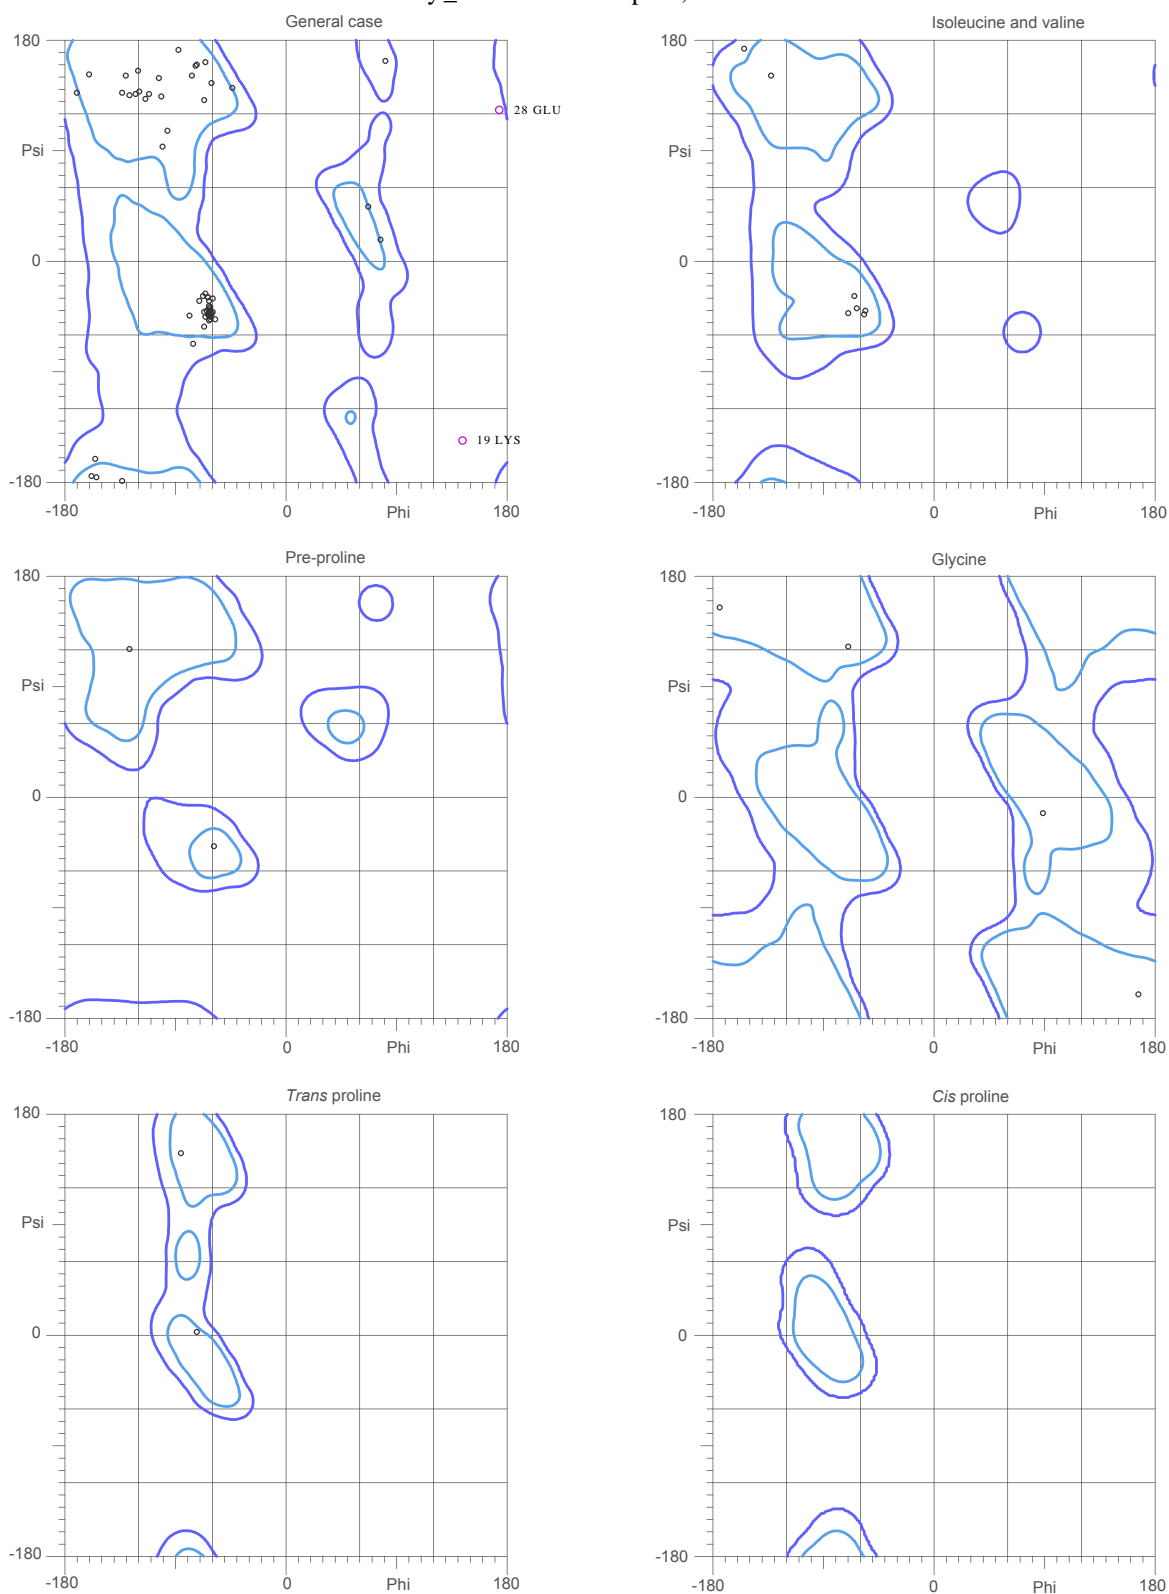 General case
Isoleucine and valine
180
180
28 GLU
Psi
Psi
0
0
19 LYS
-180
-180
-180
0
Phi
180
-180
0
Phi
180
Pre-proline
Glycine
180
180
Psi
Psi
0
0
-180
-180
-180
0
Phi
180
-180
0
Phi
180
Trans proline
Cis proline
180
180
Psi
Psi
0
0
-180
-180
-180
0
Phi
180
-180
0
Phi
180